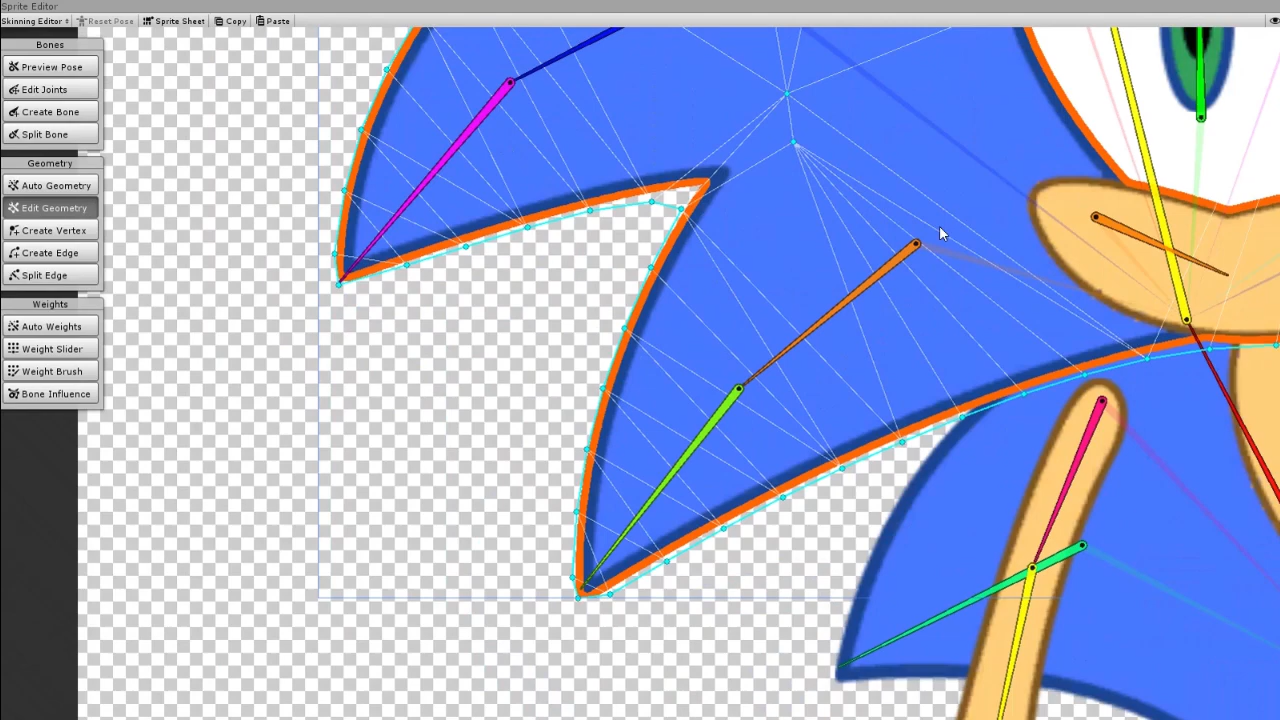 Sprite Editor
Skinning Editor
Reset Pose
Sprite Sheet
Copy
Paste
Bones
Preview Pose
Edit Joints
Create Bone
Split Bone
Geometry
Auto Geometry
Edit Geometry
Create Vertex
Create Edge
Split Edge
Weights
Auto Weights
Weight Slider
Weight Brush
Bone Influence